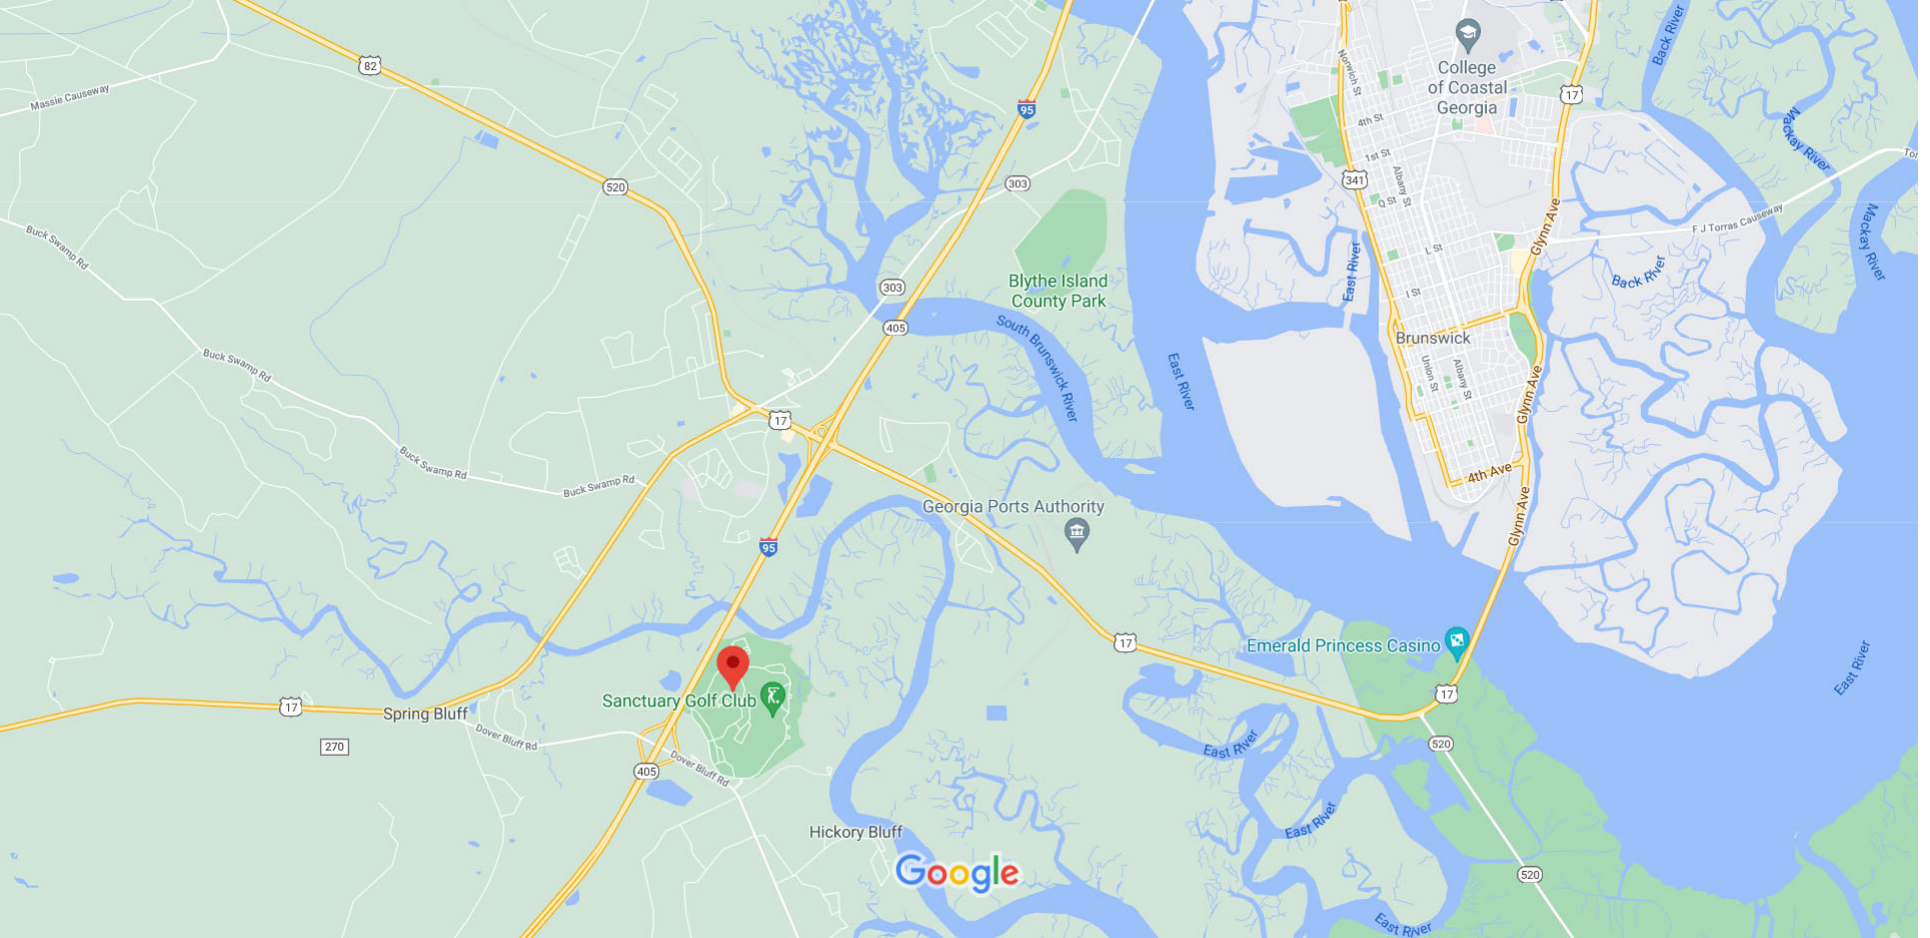 82
Massie Causeway
520
95
303
Blythe Island
County Park
303
405
South Brunswick River
East River
Buck Swamp Rd
Buck Swamp Rd
Buck Swamp Rd
Buck Swamp Rd
17
95
Georgia Ports Authority
17
Spring Bluff
270
Dover Bluff Rd
Sanctuary Golf Club
405
Dover Bluff Rd
Hickory Bluff
Google
17
Emerald Princess Casino
17
520
520
East River
East River
East River
East River
College
of Coastal
Georgia
Norwich St
4th St
1st St
341
Albany St
Q St
L St
I St
East River
Brunswick
Union St
Albany St
4th Ave
Glynn Ave
Glynn Ave
Glynn Ave
17
Back River
Back River
Mackay River
Mackay River
F J Torras Causeway